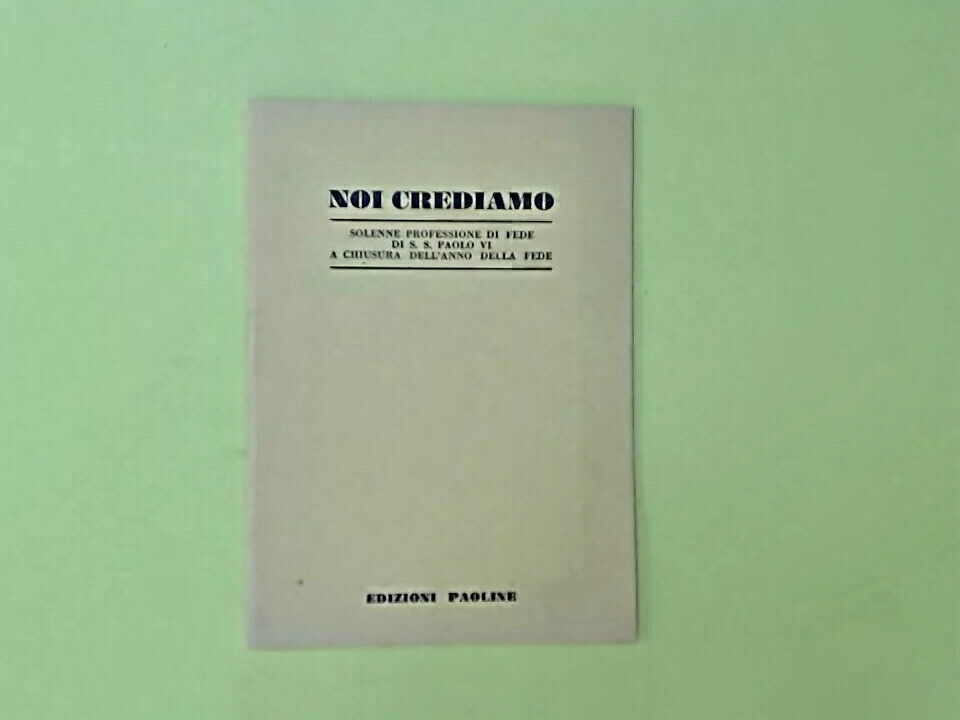 NOI CREDIAMO
SOLENNE PROFESSIONE DI FEDE
DI S. S. PAOLO VI
A CHIUSURA DELL'ANNO DELLA FEDE
EDIZIONI PAOLINE